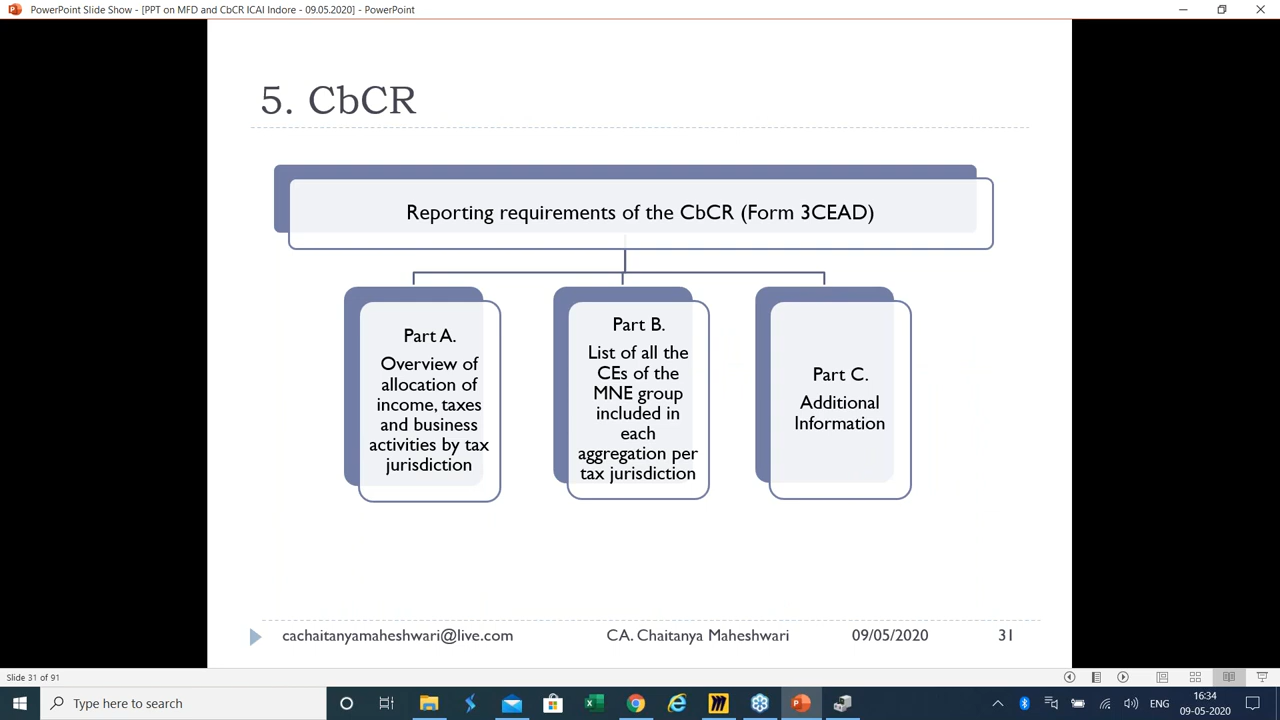 PowerPoint Slide Show - [PPT on MFD and CbCR ICAI Indore - 09.05.2020] - PowerPoint
5. CbCR
Reporting requirements of the CbCR (Form 3CEAD)
Part A.
Overview of
allocation of
income, taxes
and business
activities by tax
jurisdiction
Part B.
List of all the
CEs of the
MNE group
included in
each
aggregation per
tax jurisdiction
Part C.
Additional
Information
cachaitanyamaheshwari@live.com CA. Chaitanya Maheshwari 09/05/2020 31
Slide 31 of 91
Type here to search
ENG
16:34
09-05-2020